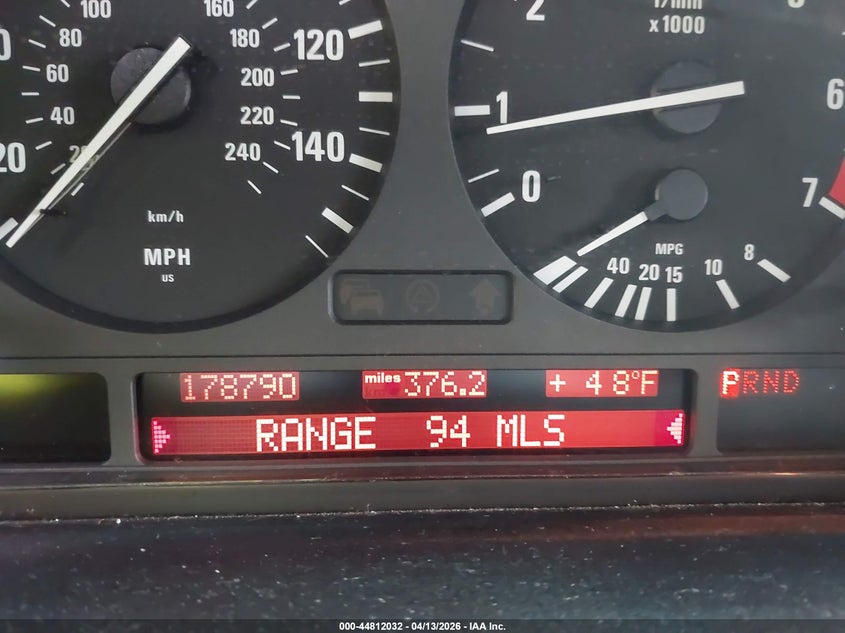 100 160 2 1/min
80 180 120 x1000
60 200 6
40 220 1
20 20 240 140 0 7
km/h
MPH MPG
US 40 20 15 10 8
178790 miles 376.2 + 48°F PRND
RANGE 94 MLS
000-44812032 - 04/13/2026 - IAA Inc.